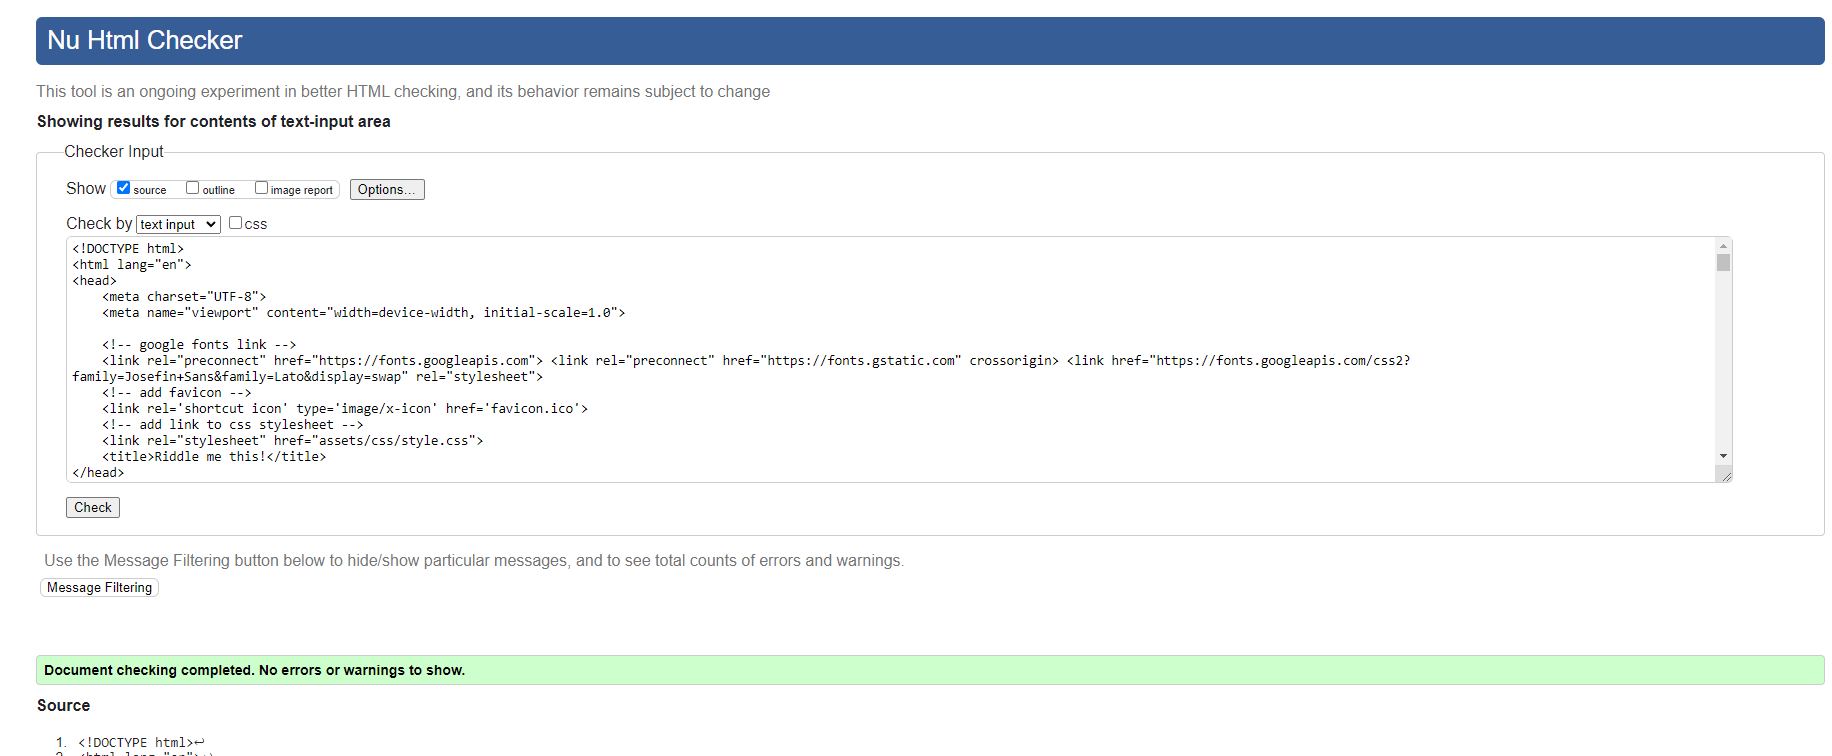 Nu Html Checker
This tool is an ongoing experiment in better HTML checking, and its behavior remains subject to change
Showing results for contents of text-input area
Checker Input
Show source outline image report Options...
Check by text input css
<!DOCTYPE html>
<html lang="en">
<head>
    <meta charset="UTF-8">
    <meta name="viewport" content="width=device-width, initial-scale=1.0">
    <!-- google fonts link -->
    <link rel="preconnect" href="https://fonts.googleapis.com"> <link rel="preconnect" href="https://fonts.gstatic.com" crossorigin> <link href="https://fonts.googleapis.com/css2?
family=Josefin+Sans&family=Lato&display=swap" rel="stylesheet">
    <!-- add favicon -->
    <link rel='shortcut icon' type='image/x-icon' href='favicon.ico'>
    <!-- add link to css stylesheet -->
    <link rel="stylesheet" href="assets/css/style.css">
    <title>Riddle me this!</title>
</head>
Check
Use the Message Filtering button below to hide/show particular messages, and to see total counts of errors and warnings.
Message Filtering
Document checking completed. No errors or warnings to show.
Source
1. <!DOCTYPE html>↩